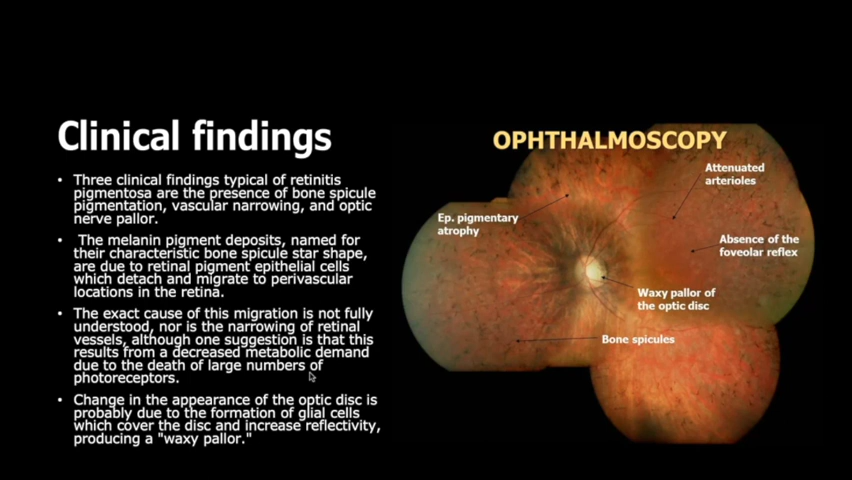 Clinical findings
• Three clinical findings typical of retinitis
pigmentosa are the presence of bone spicule
pigmentation, vascular narrowing, and optic
nerve pallor.
• The melanin pigment deposits, named for
their characteristic bone spicule star shape,
are due to retinal pigment epithelial cells
which detach and migrate to perivascular
locations in the retina.
• The exact cause of this migration is not fully
understood, nor is the narrowing of retinal
vessels, although one suggestion is that this
results from a decreased metabolic demand
due to the death of large numbers of
photoreceptors.
• Change in the appearance of the optic disc is
probably due to the formation of glial cells
which cover the disc and increase reflectivity,
producing a "waxy pallor."
OPHTHALMOSCOPY
Attenuated
arterioles
Ep. pigmentary
atrophy
Absence of the
foveolar reflex
Waxy pallor of
the optic disc
Bone spicules